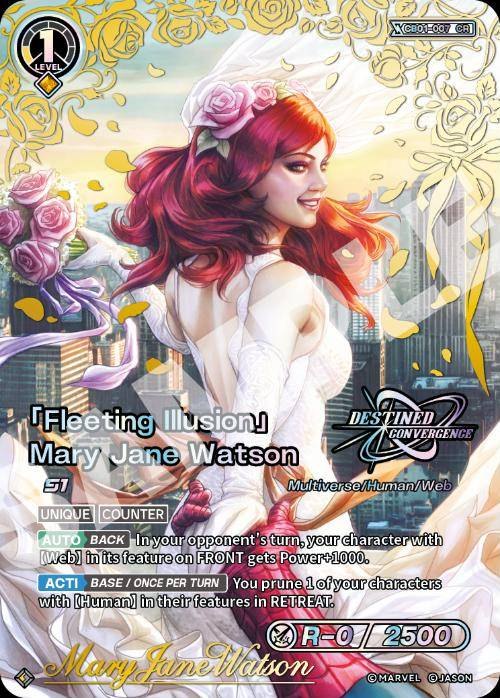 1
LEVEL
CB01-007 CR
「Fleeting Illusion」
Mary Jane Watson
DESTINED
CONVERGENCE
S1
Multiverse/Human/Web
UNIQUE COUNTER
AUTO BACK In your opponent's turn, your character with
【Web】 in its feature on FRONT gets Power+1000.
ACT1 BASE / ONCE PER TURN You prune 1 of your characters
with 【Human】 in their features in RETREAT.
R-0 / 2500
Mary Jane Watson
©MARVEL ©JASON